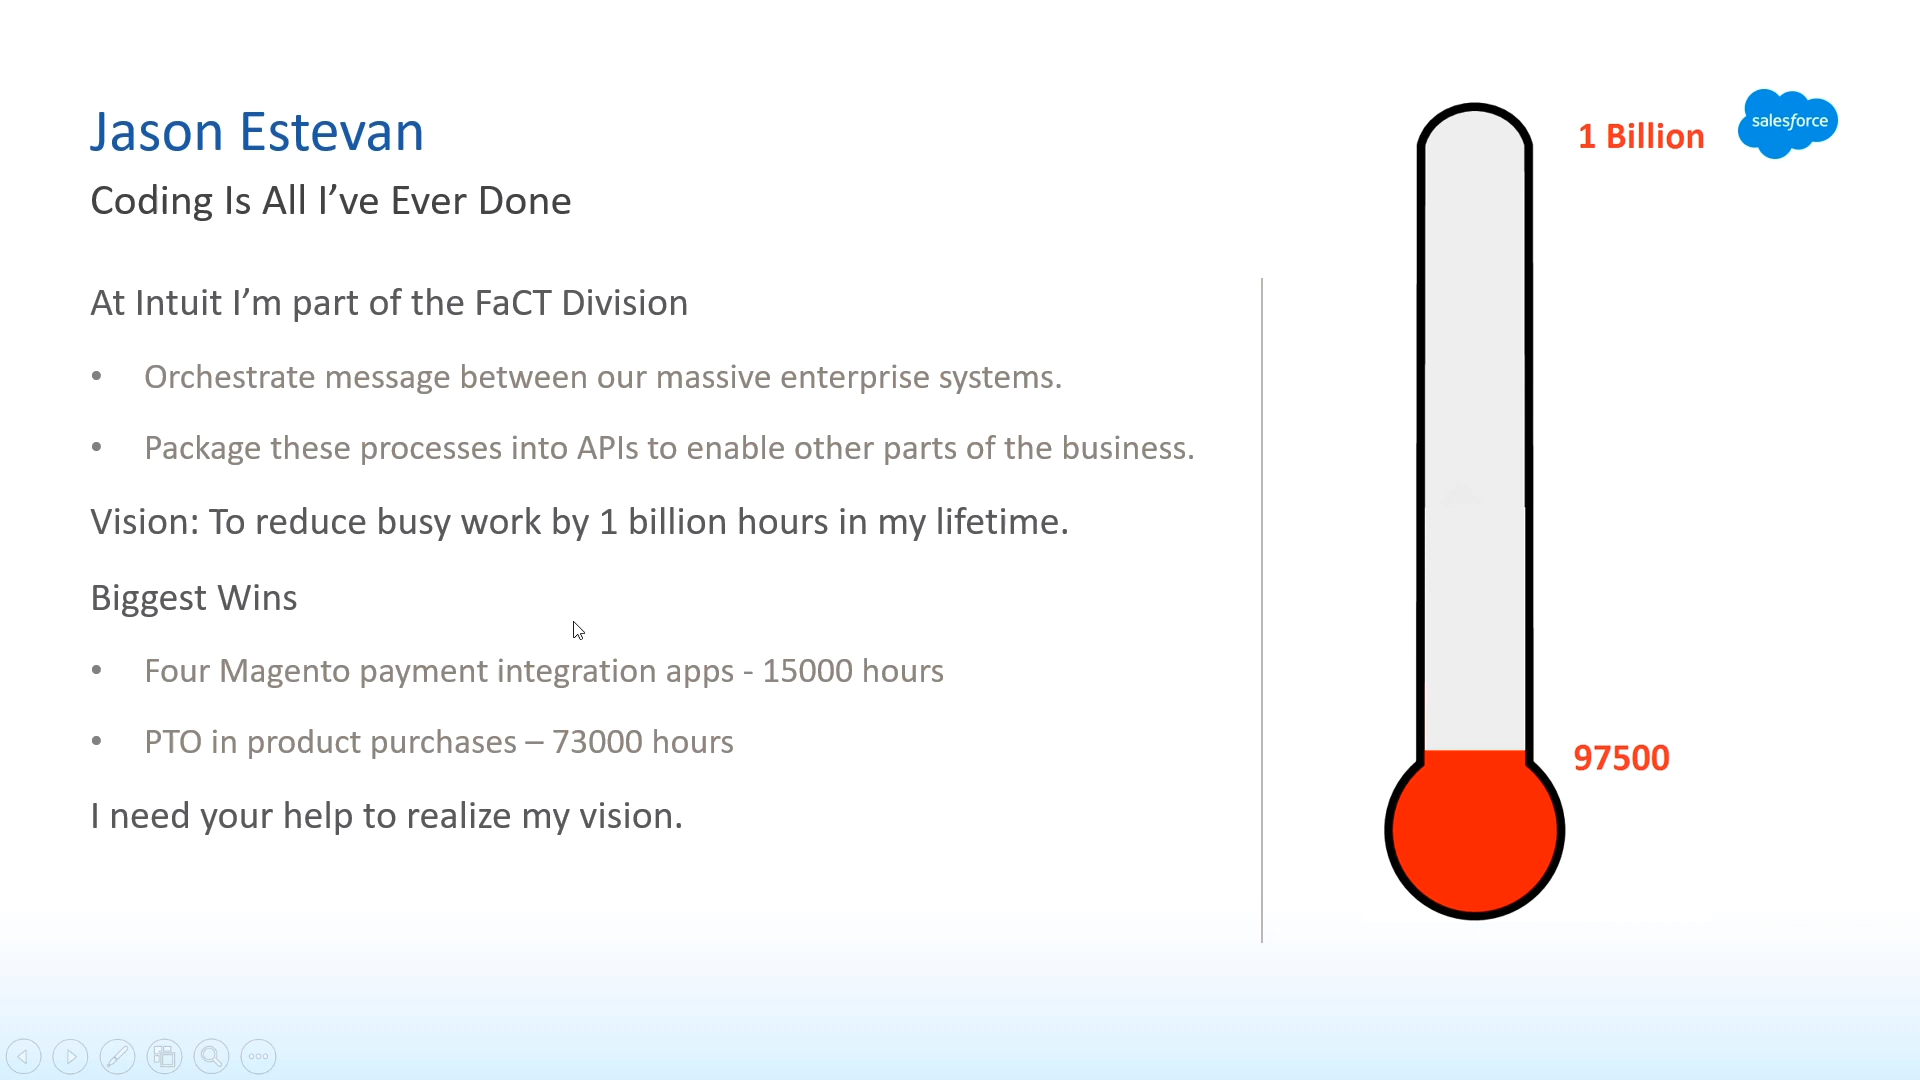 Jason Estevan
Coding Is All I’ve Ever Done
At Intuit I’m part of the FaCT Division
• Orchestrate message between our massive enterprise systems.
• Package these processes into APIs to enable other parts of the business.
Vision: To reduce busy work by 1 billion hours in my lifetime.
Biggest Wins
• Four Magento payment integration apps - 15000 hours
• PTO in product purchases – 73000 hours
I need your help to realize my vision.
1 Billion
salesforce
97500